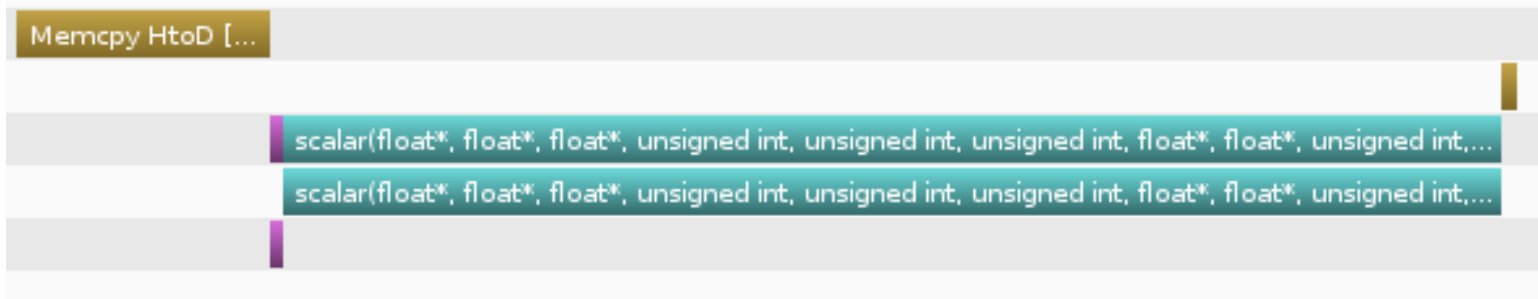 Memcpy HtoD [...
scalar(float*, float*, float*, unsigned int, unsigned int, unsigned int, float*, float*, unsigned int,...
scalar(float*, float*, float*, unsigned int, unsigned int, unsigned int, float*, float*, unsigned int,...